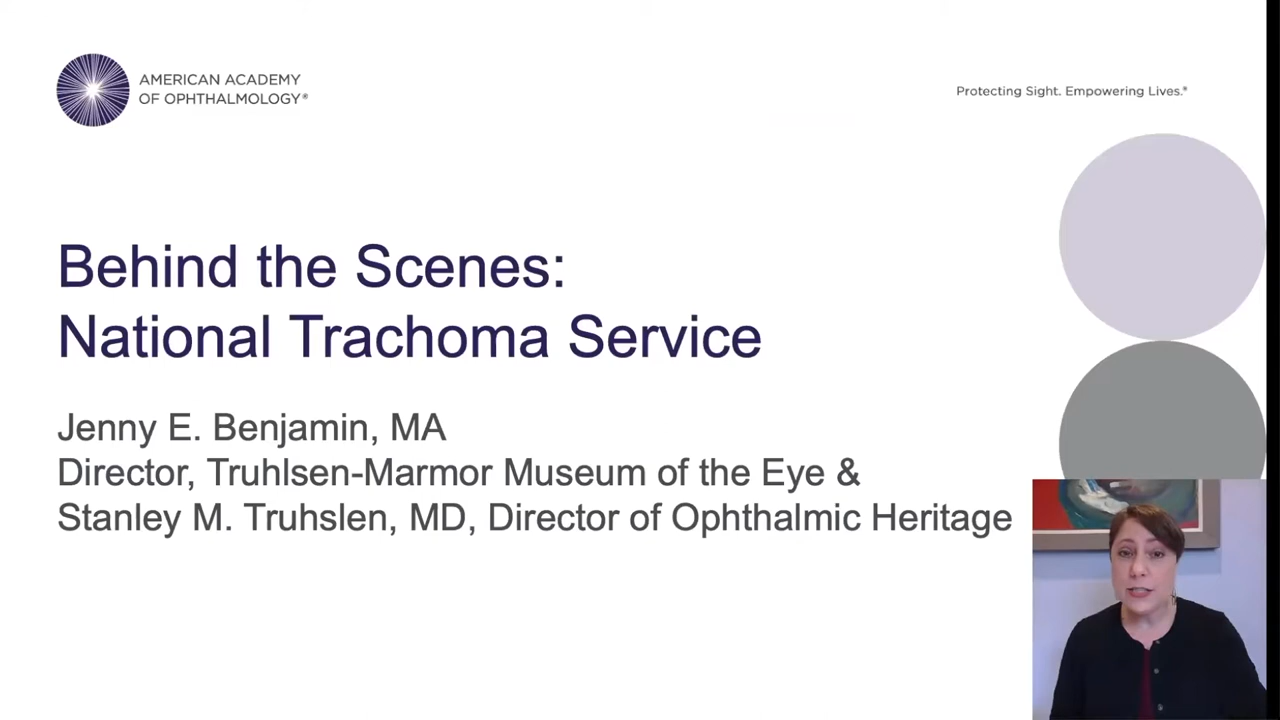 AMERICAN ACADEMY
OF OPHTHALMOLOGY®
Protecting Sight. Empowering Lives.®
Behind the Scenes:
National Trachoma Service
Jenny E. Benjamin, MA
Director, Truhlsen-Marmor Museum of the Eye &
Stanley M. Truhslen, MD, Director of Ophthalmic Heritage